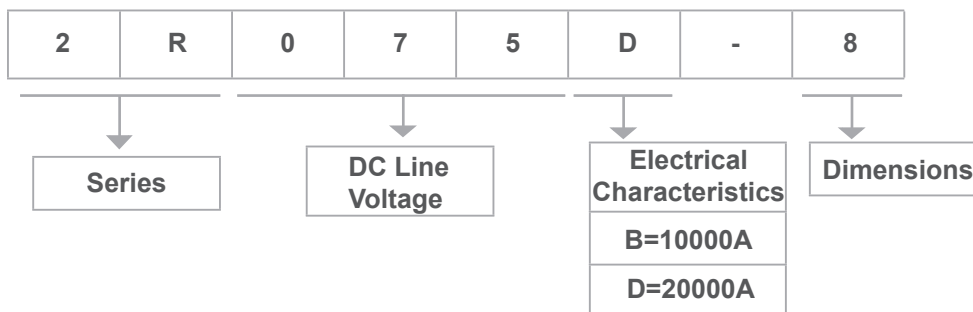 2 R 0 7 5 D - 8
Series
DC Line
Voltage
Electrical
Characteristics
B=10000A
D=20000A
Dimensions